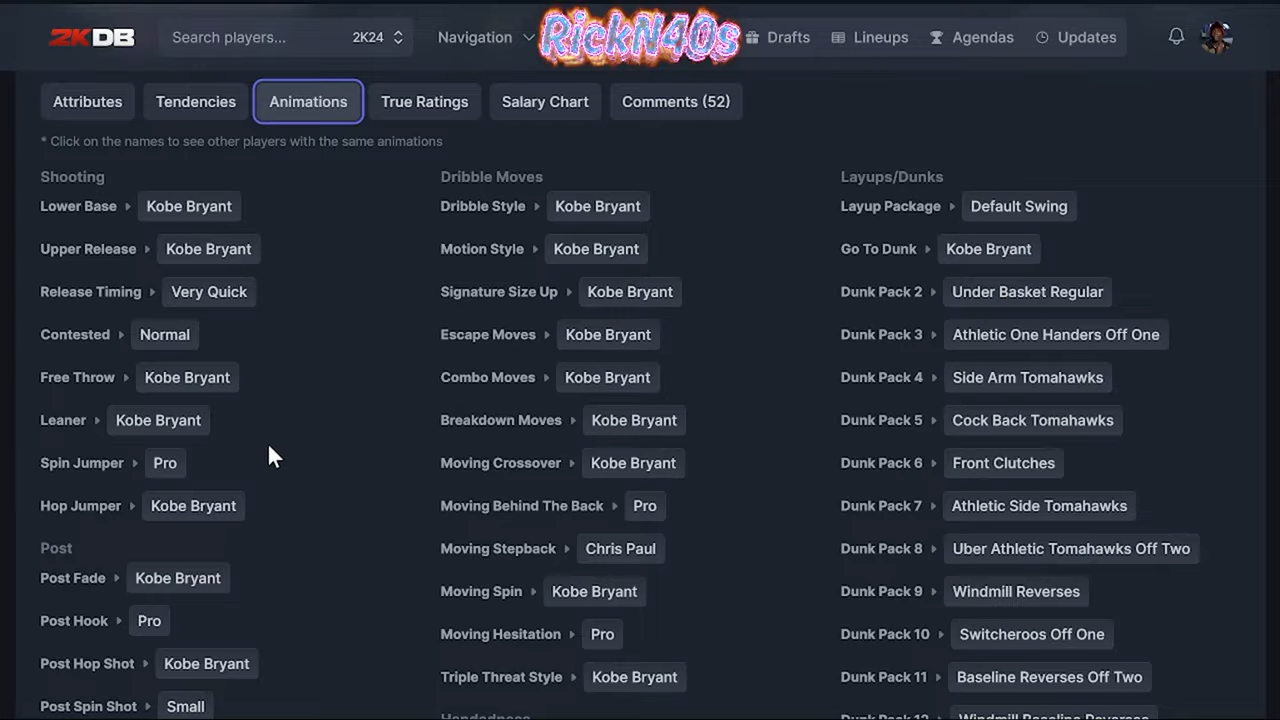 2KDB
Search players...
2K24
Navigation
RickN40s
Drafts
Lineups
Agendas
Updates
Attributes
Tendencies
Animations
True Ratings
Salary Chart
Comments (52)
* Click on the names to see other players with the same animations
Shooting
Lower Base Kobe Bryant
Upper Release Kobe Bryant
Release Timing Very Quick
Contested Normal
Free Throw Kobe Bryant
Leaner Kobe Bryant
Spin Jumper Pro
Hop Jumper Kobe Bryant
Post
Post Fade Kobe Bryant
Post Hook Pro
Post Hop Shot Kobe Bryant
Post Spin Shot Small
Dribble Moves
Dribble Style Kobe Bryant
Motion Style Kobe Bryant
Signature Size Up Kobe Bryant
Escape Moves Kobe Bryant
Combo Moves Kobe Bryant
Breakdown Moves Kobe Bryant
Moving Crossover Kobe Bryant
Moving Behind The Back Pro
Moving Stepback Chris Paul
Moving Spin Kobe Bryant
Moving Hesitation Pro
Triple Threat Style Kobe Bryant
Handedness
Layups/Dunks
Layup Package Default Swing
Go To Dunk Kobe Bryant
Dunk Pack 2 Under Basket Regular
Dunk Pack 3 Athletic One Handers Off One
Dunk Pack 4 Side Arm Tomahawks
Dunk Pack 5 Cock Back Tomahawks
Dunk Pack 6 Front Clutches
Dunk Pack 7 Athletic Side Tomahawks
Dunk Pack 8 Uber Athletic Tomahawks Off Two
Dunk Pack 9 Windmill Reverses
Dunk Pack 10 Switcheroos Off One
Dunk Pack 11 Baseline Reverses Off Two
Dunk Pack 12 Windmill Baseline Reverses